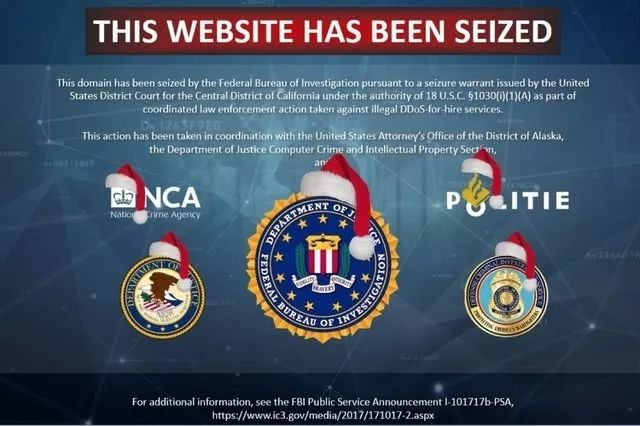 THIS WEBSITE HAS BEEN SEIZED
This domain has been seized by the Federal Bureau of Investigation pursuant to a seizure warrant issued by the United
States District Court for the Central District of California under the authority of 18 U.S.C. §1030(i)(1)(A) as part of
coordinated law enforcement action taken against illegal DDoS-for-hire services.
This action has been taken in coordination with the United States Attorney's Office of the District of Alaska,
the Department of Justice Computer Crime and Intellectual Property Section,
an
NCA
National Crime Agency
POLITIE
DEPARTMENT OF JUSTICE
FEDERAL BUREAU OF INVESTIGATION
FIDELITY BRAVERY INTEGRITY
DEPARTMENT OF
DEFENSE CRIMINAL INVESTIGATIVE SERVICE
PROTECTING AMERICA'S WARFIGHTERS
For additional information, see the FBI Public Service Announcement I-101717b-PSA,
https://www.ic3.gov/media/2017/171017-2.aspx